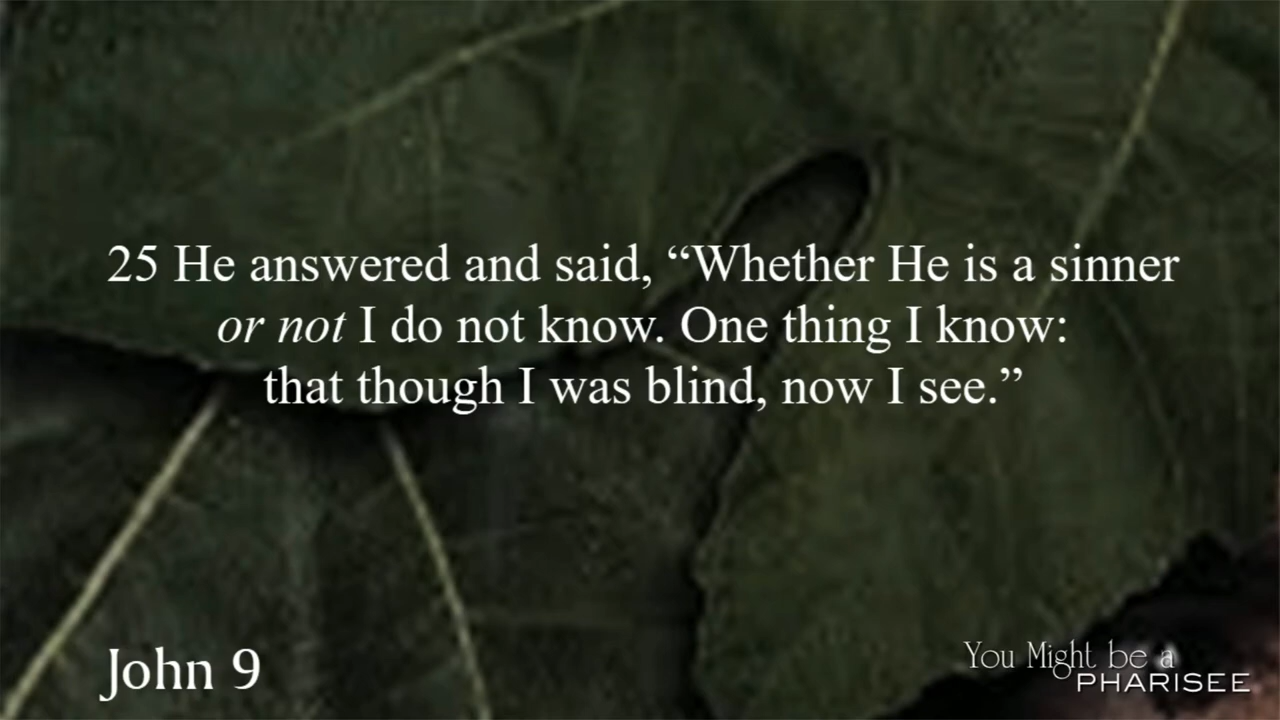 25 He answered and said, “Whether He is a sinner
or not I do not know. One thing I know:
that though I was blind, now I see.”
John 9
You Might be a
PHARISEE